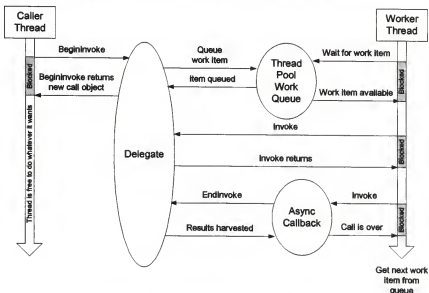 Caller
Thread
Worker
Thread
BeginInvoke
Queue
work item
Wait for work item
Blocked
Thread
Pool
Work
Queue
Blocked
BeginInvoke returns
new call object
Item queued
Work item available
Thread is free to do whatever it wants
Invoke
Delegate
Blocked
Invoke returns
EndInvoke
Invoke
Async
Callback
Blocked
Results harvested
Call is over
Get next work
item from
queue